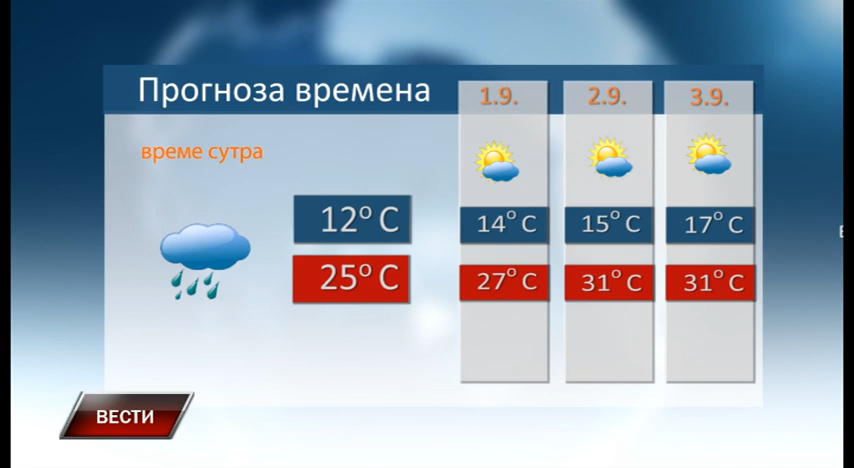 Прогноза времена
време сутра
12° C
25° C
1.9.
14° C
27° C
2.9.
15° C
31° C
3.9.
17° C
31° C
ВЕСТИ